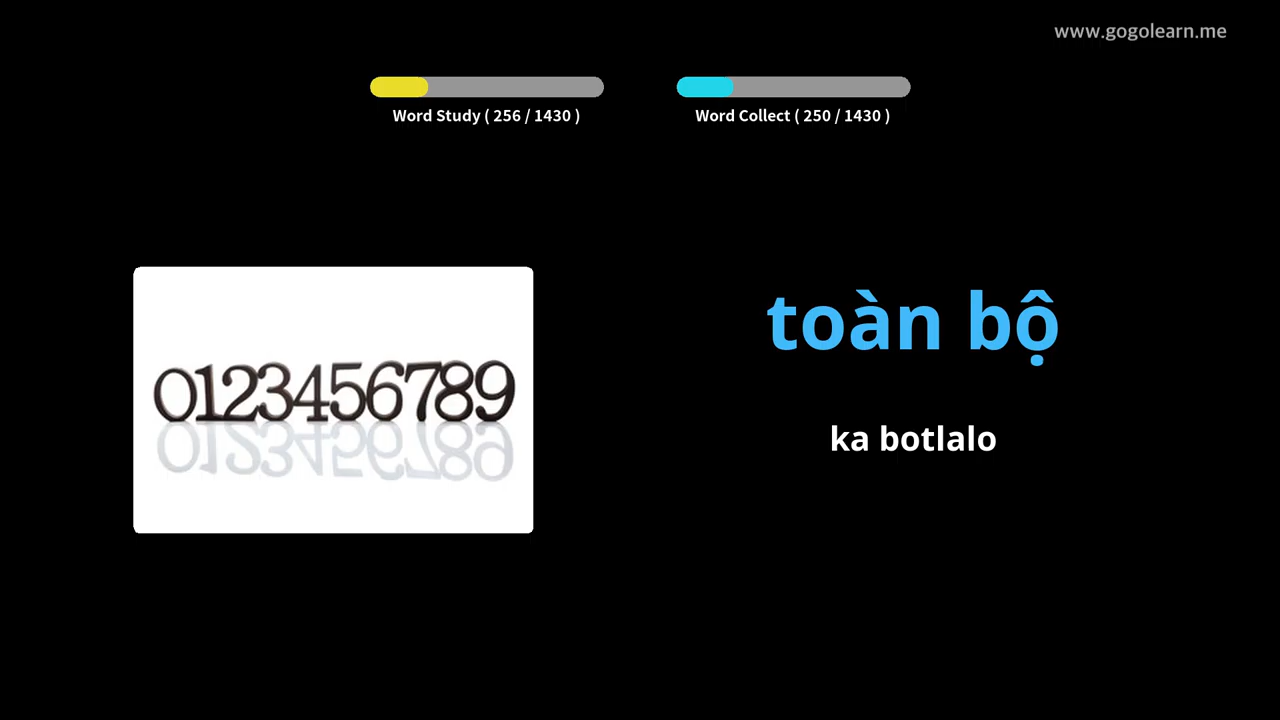 www.gogolearn.me
Word Study ( 256 / 1430 )
Word Collect ( 250 / 1430 )
0123456789
toàn bộ
ka botlalo